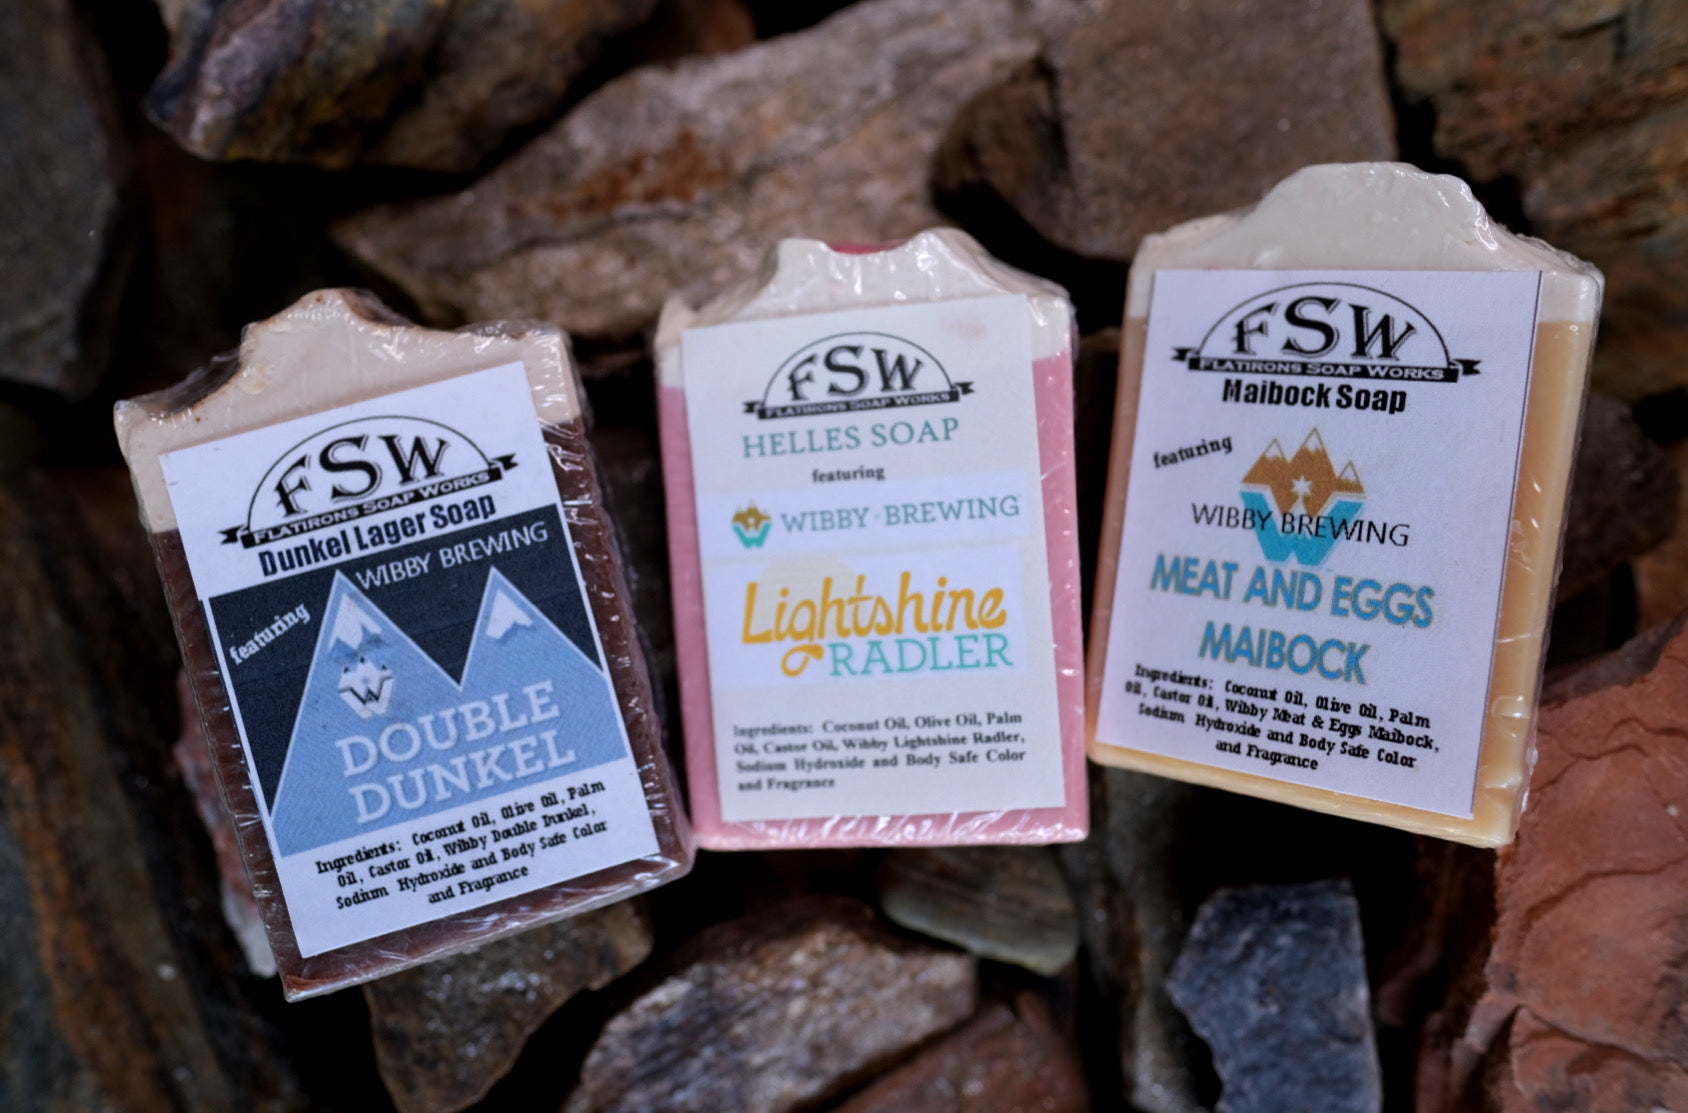 FSW
FLATIRONS SOAP WORKS
Dunkel Lager Soap
WIBBY BREWING
featuring
W
DOUBLE
DUNKEL
Ingredients: Coconut Oil, Olive Oil, Palm
Oil, Castor Oil, Wibby Double Dunkel,
Sodium Hydroxide and Body Safe Color
and Fragrance
FSW
FLATIRONS SOAP WORKS
HELLES SOAP
featuring
WIBBY BREWING
Lightshine
RADLER
Ingredients: Coconut Oil, Olive Oil, Palm
Oil, Castor Oil, Wibby Lightshine Radler,
Sodium Hydroxide and Body Safe Color
and Fragrance
FSW
FLATIRONS SOAP WORKS
Maibock Soap
featuring
WIBBY BREWING
MEAT AND EGGS
MAIBOCK
Ingredients: Coconut Oil, Olive Oil, Palm
Oil, Castor Oil, Wibby Meat & Eggs Maibock,
Sodium Hydroxide and Body Safe Color
and Fragrance